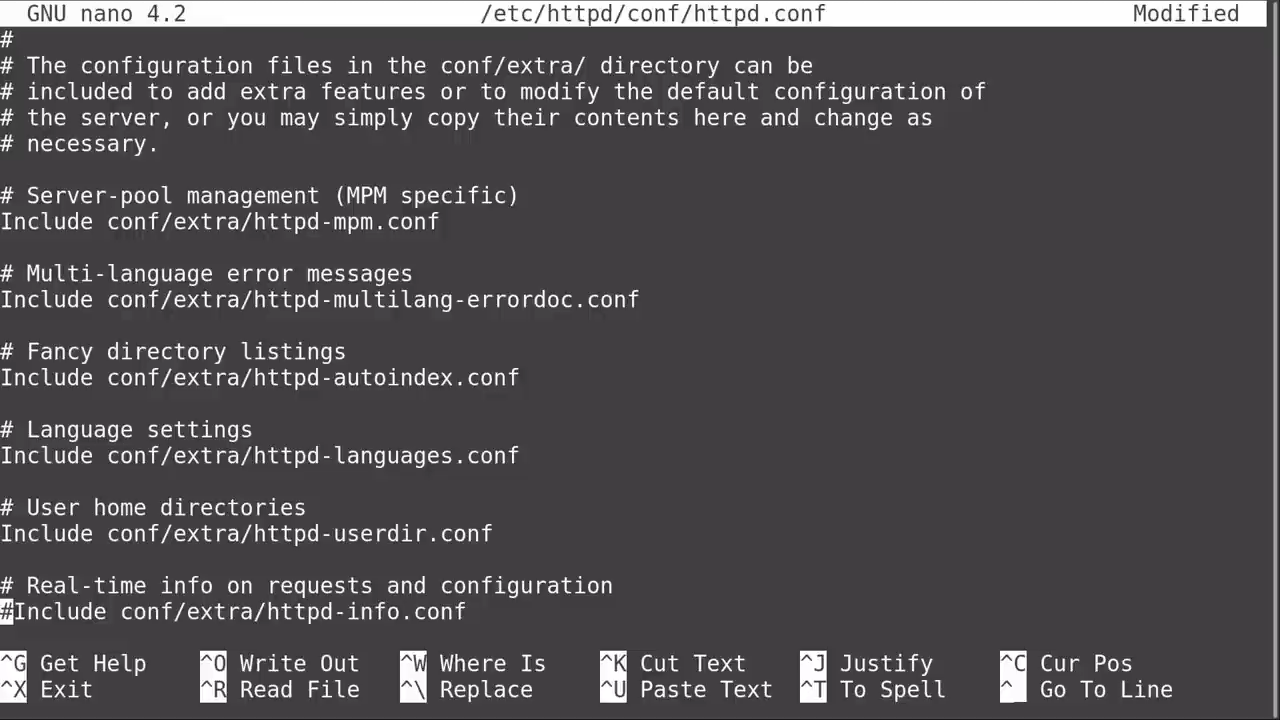 GNU nano 4.2 /etc/httpd/conf/httpd.conf Modified
#
# The configuration files in the conf/extra/ directory can be
# included to add extra features or to modify the default configuration of
# the server, or you may simply copy their contents here and change as
# necessary.
# Server-pool management (MPM specific)
Include conf/extra/httpd-mpm.conf
# Multi-language error messages
Include conf/extra/httpd-multilang-errordoc.conf
# Fancy directory listings
Include conf/extra/httpd-autoindex.conf
# Language settings
Include conf/extra/httpd-languages.conf
# User home directories
Include conf/extra/httpd-userdir.conf
# Real-time info on requests and configuration
#Include conf/extra/httpd-info.conf
^G Get Help ^O Write Out ^W Where Is ^K Cut Text ^J Justify ^C Cur Pos
^X Exit ^R Read File ^\ Replace ^U Paste Text ^T To Spell ^_ Go To Line